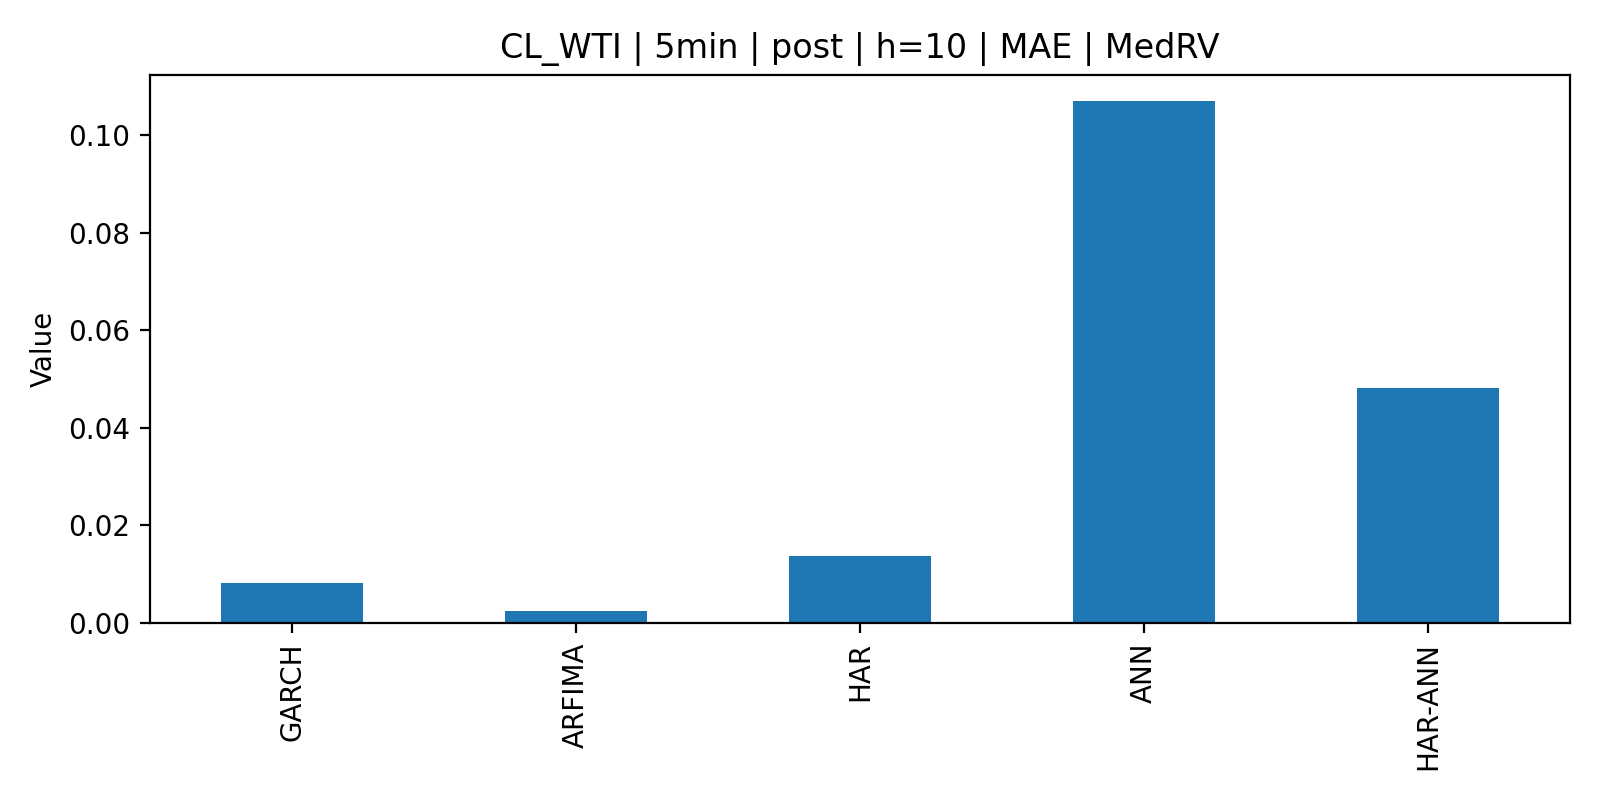 CL_WTI | 5min | post | h=10 | MAE | MedRV
Value
0.10
0.08
0.06
0.04
0.02
0.00
GARCH
ARFIMA
HAR
ANN
HAR-ANN